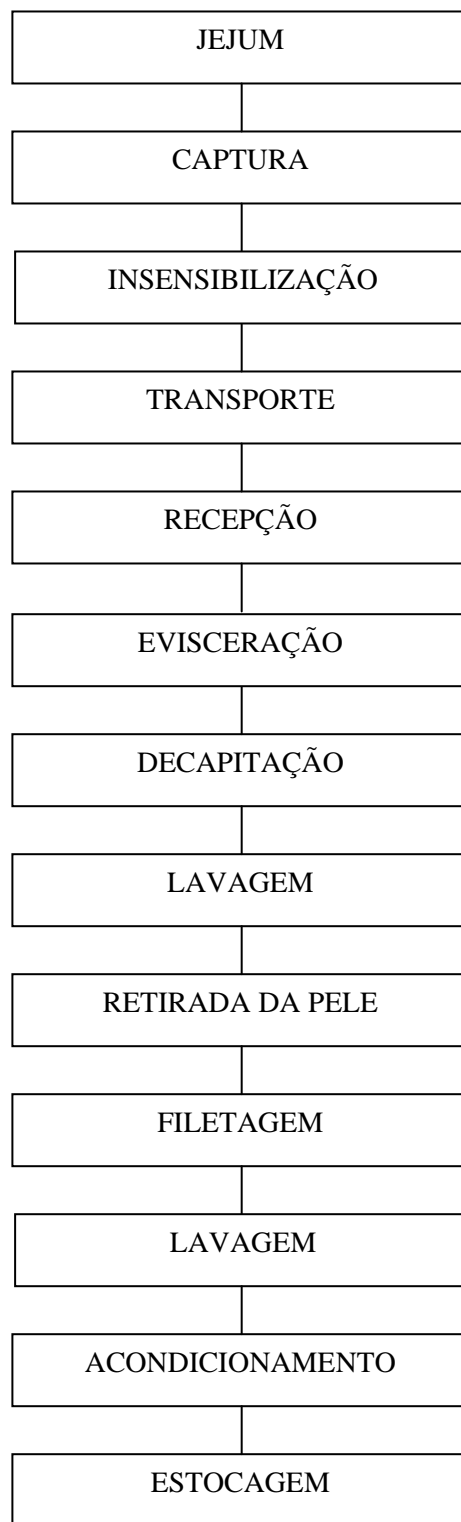 JEJUM
CAPTURA
INSENSIBILIZAÇÃO
TRANSPORTE
RECEPÇÃO
EVISCERAÇÃO
DECAPITAÇÃO
LAVAGEM
RETIRADA DA PELE
FILETAGEM
LAVAGEM
ACONDICIONAMENTO
ESTOCAGEM